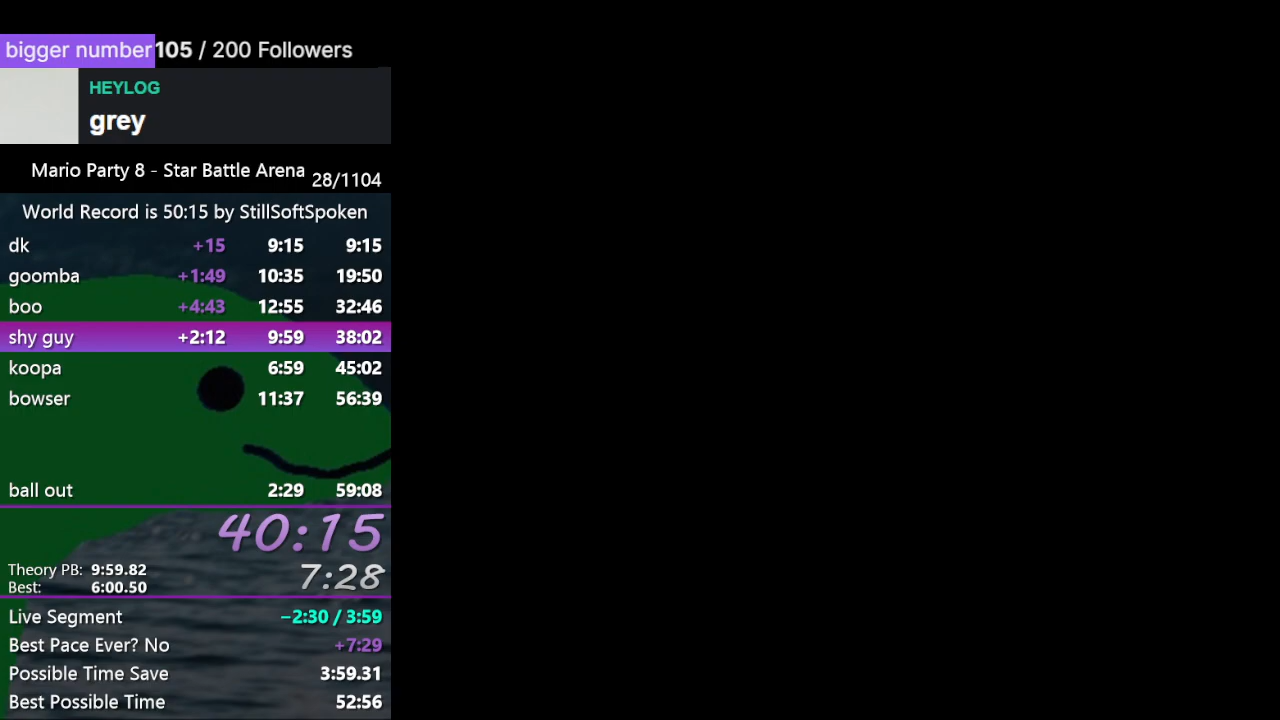 bigger number 105 / 200 Followers
HEYLOG
grey
Mario Party 8 - Star Battle Arena 28/1104
World Record is 50:15 by StillSoftSpoken
dk +15 9:15 9:15
goomba +1:49 10:35 19:50
boo +4:43 12:55 32:46
shy guy +2:12 9:59 38:02
koopa 6:59 45:02
bowser 11:37 56:39
ball out 2:29 59:08
40:15
Theory PB: 9:59.82
Best: 6:00.50
7:28
Live Segment −2:30 / 3:59
Best Pace Ever? No +7:29
Possible Time Save 3:59.31
Best Possible Time 52:56